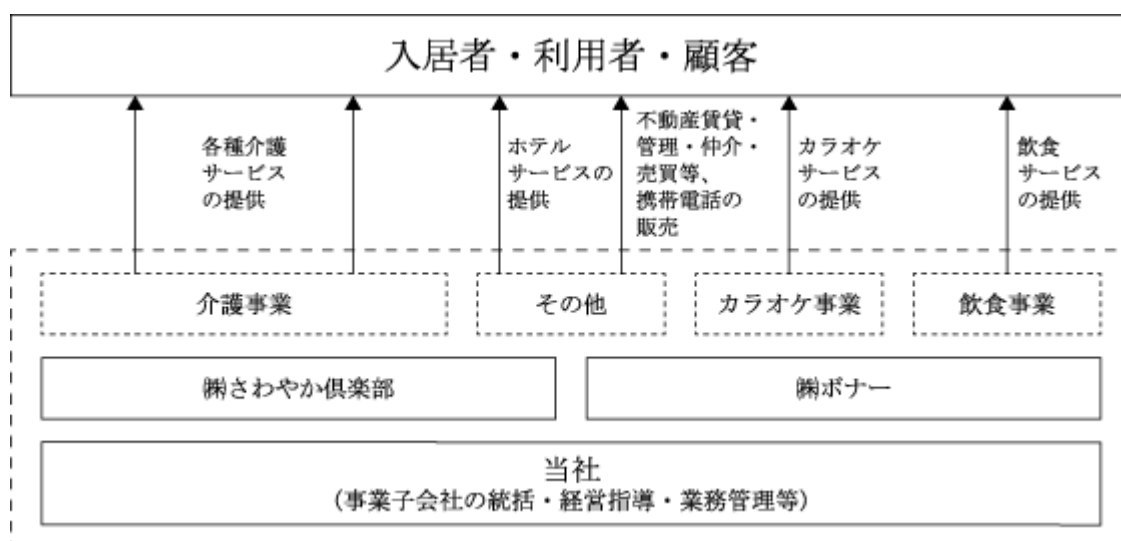 入居者・利用者・顧客
各種介護
サービス
の提供
ホテル
サービスの
提供
不動産賃貸・
管理・仲介・
売買等、
携帯電話の
販売
カラオケ
サービス
の提供
飲食
サービス
の提供
介護事業
その他
カラオケ事業
飲食事業
㈱さわやか倶楽部
㈱ボナー
当社
(事業子会社の統括・経営指導・業務管理等)